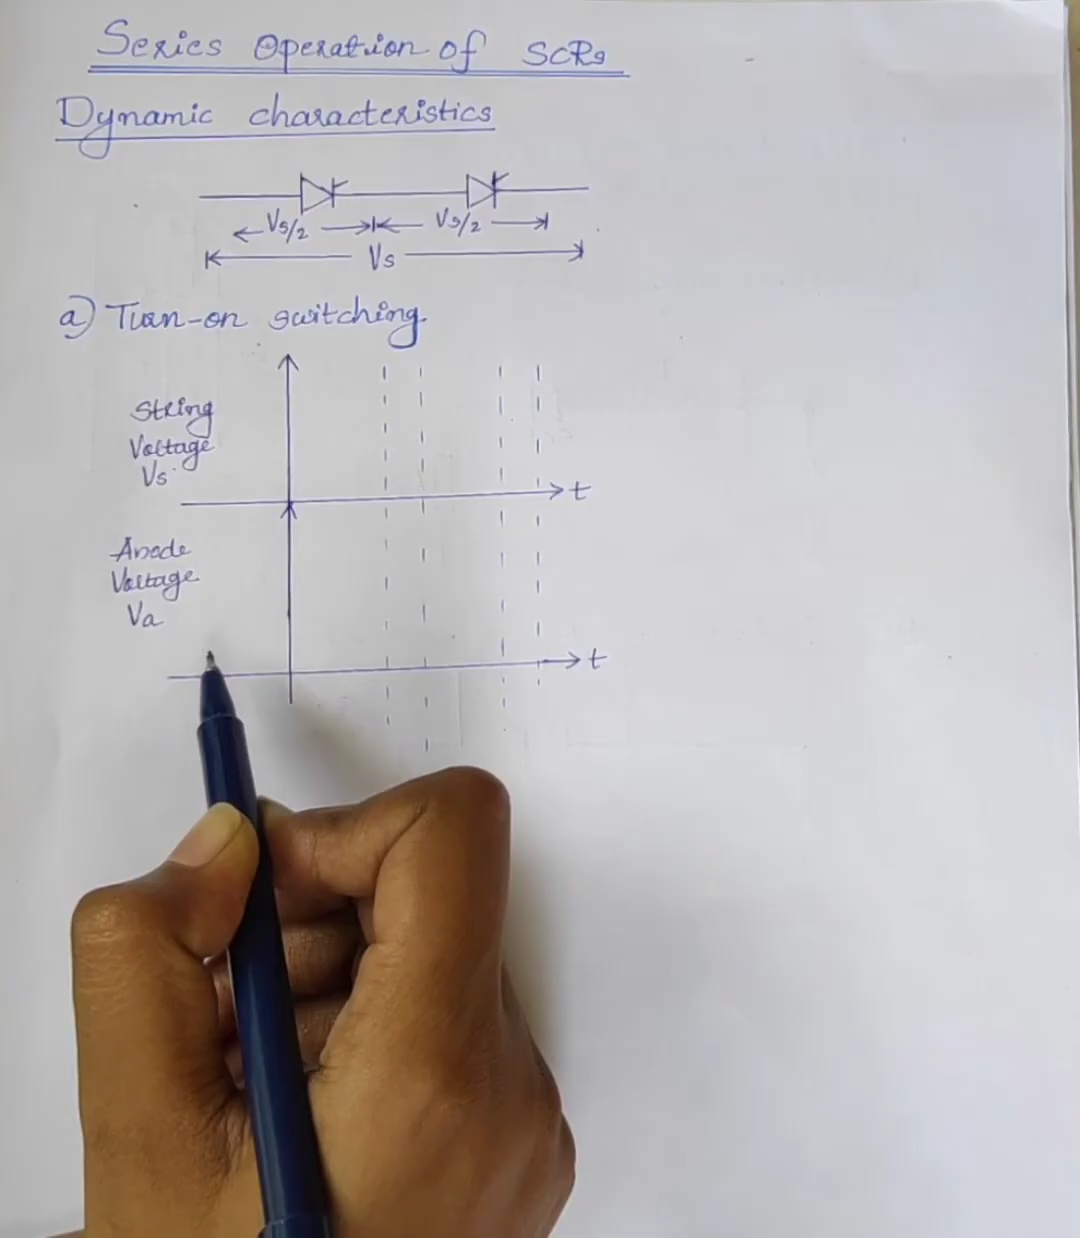 Series Operation of SCRs
Dynamic characteristics
Vs/2 Vs/2
Vs
a) Turn-on switching.
String
Voltage
Vs
t
Anode
Voltage
Va
t